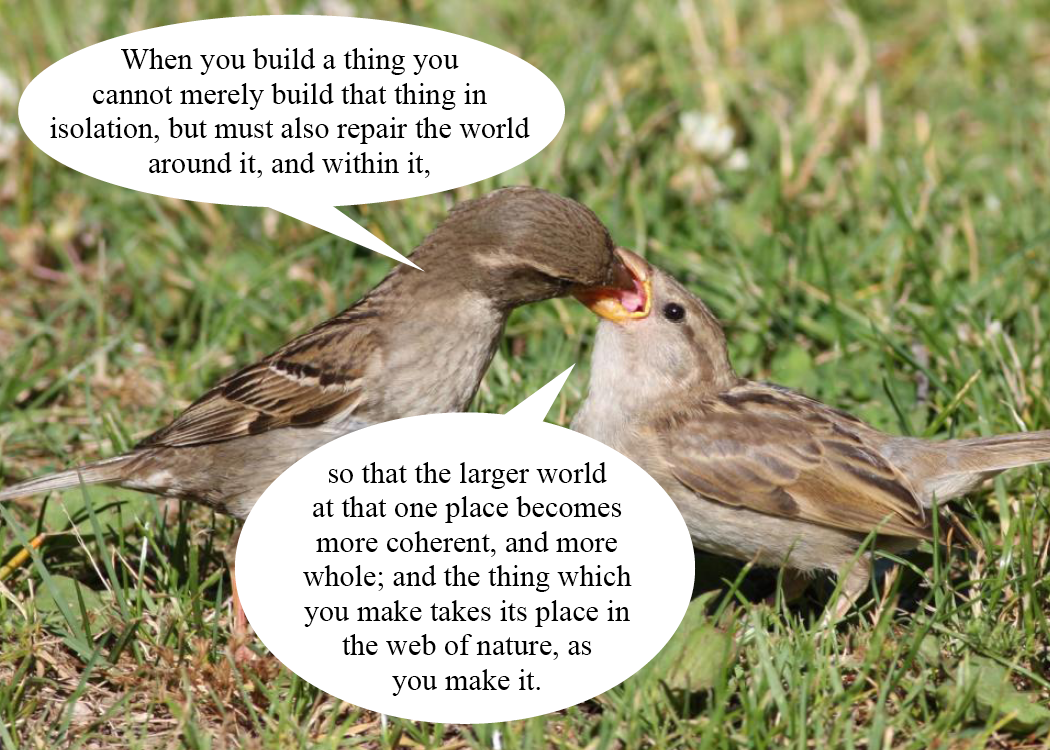 When you build a thing you
cannot merely build that thing in
isolation, but must also repair the world
around it, and within it,
so that the larger world
at that one place becomes
more coherent, and more
whole; and the thing which
you make takes its place in
the web of nature, as
you make it.